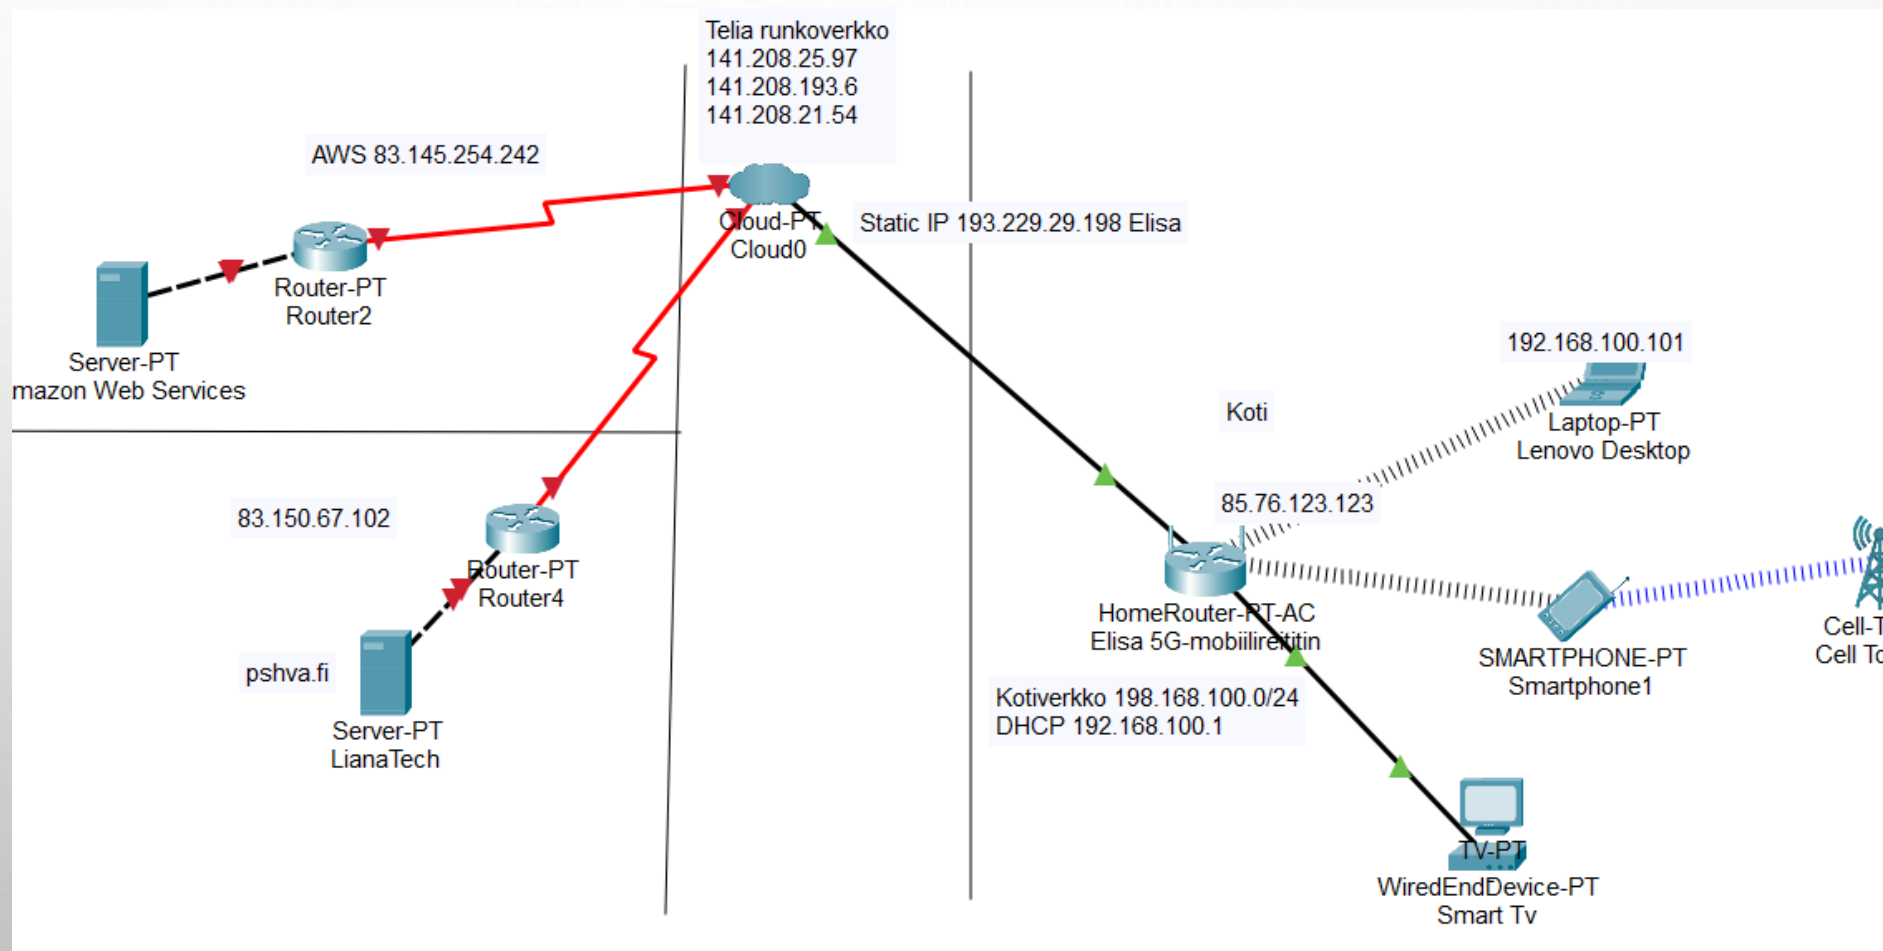 Telia runkoverkko
141.208.25.97
141.208.193.6
141.208.21.54
AWS 83.145.254.242
Cloud-PT
Cloud0
Static IP 193.229.29.198 Elisa
Router-PT
Router2
Server-PT
mazon Web Services
192.168.100.101
Laptop-PT
Lenovo Desktop
Koti
85.76.123.123
83.150.67.102
Router-PT
Router4
HomeRouter-PT-AC
Elisa 5G-mobiilireititin
SMARTPHONE-PT
Smartphone1
Cell-T
Cell To
pshva.fi
Server-PT
LianaTech
Kotiverkko 198.168.100.0/24
DHCP 192.168.100.1
TV-PT
WiredEndDevice-PT
Smart Tv